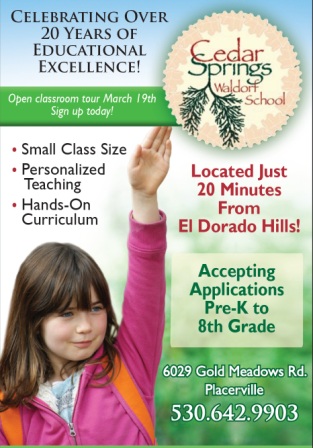 Celebrating Over
20 Years of
Educational
Excellence!
Cedar
Springs
Waldorf
School
Open classroom tour March 19th
Sign up today!
• Small Class Size
• Personalized
Teaching
• Hands-On
Curriculum
Located Just
20 Minutes
From
El Dorado Hills!
Accepting
Applications
Pre-K to
8th Grade
6029 Gold Meadows Rd.
Placerville
530.642.9903